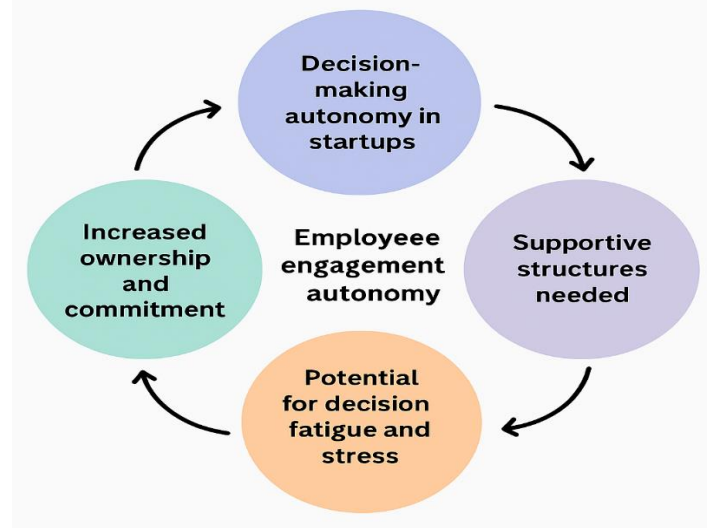 Decision-
making
autonomy in
startups
Increased
ownership
and
commitment
Employeee
engagement
autonomy
Supportive
structures
needed
Potential
for decision
fatigue and
stress